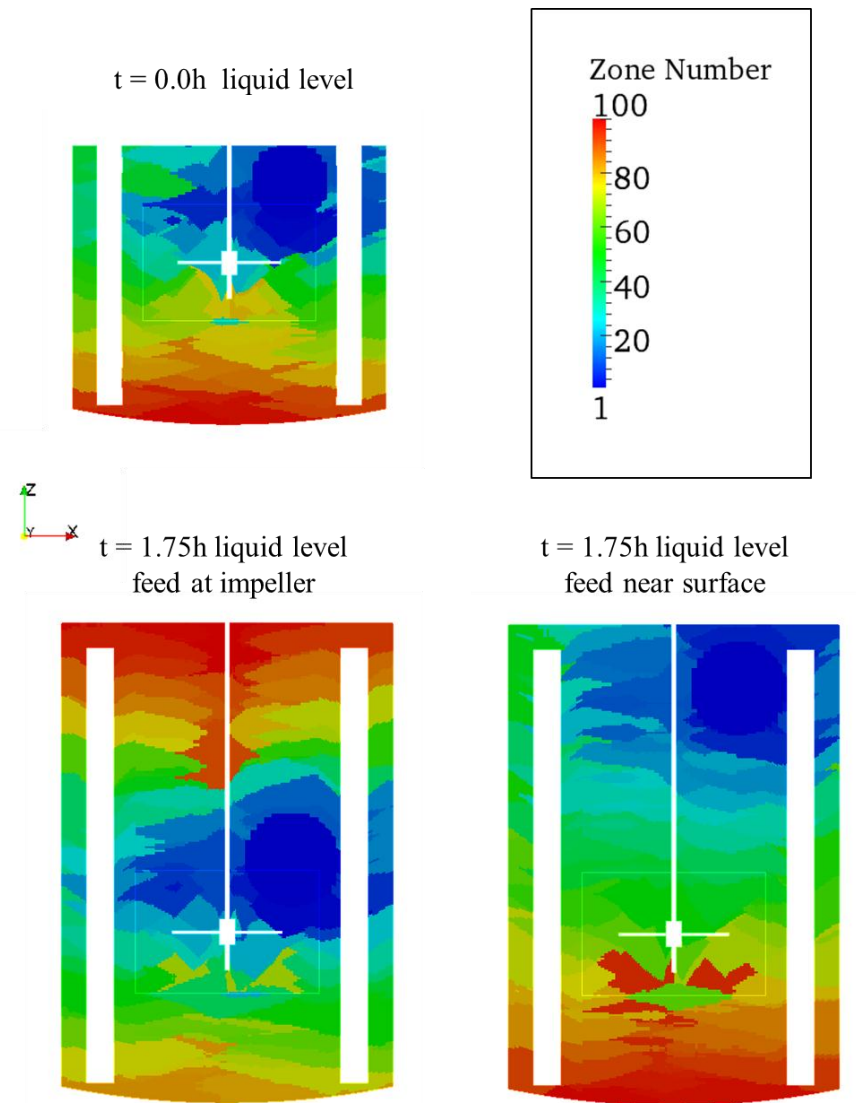 t = 0.0h liquid level
Zone Number
100
80
60
40
20
1
Z
Y
X
t = 1.75h liquid level
feed at impeller
t = 1.75h liquid level
feed near surface